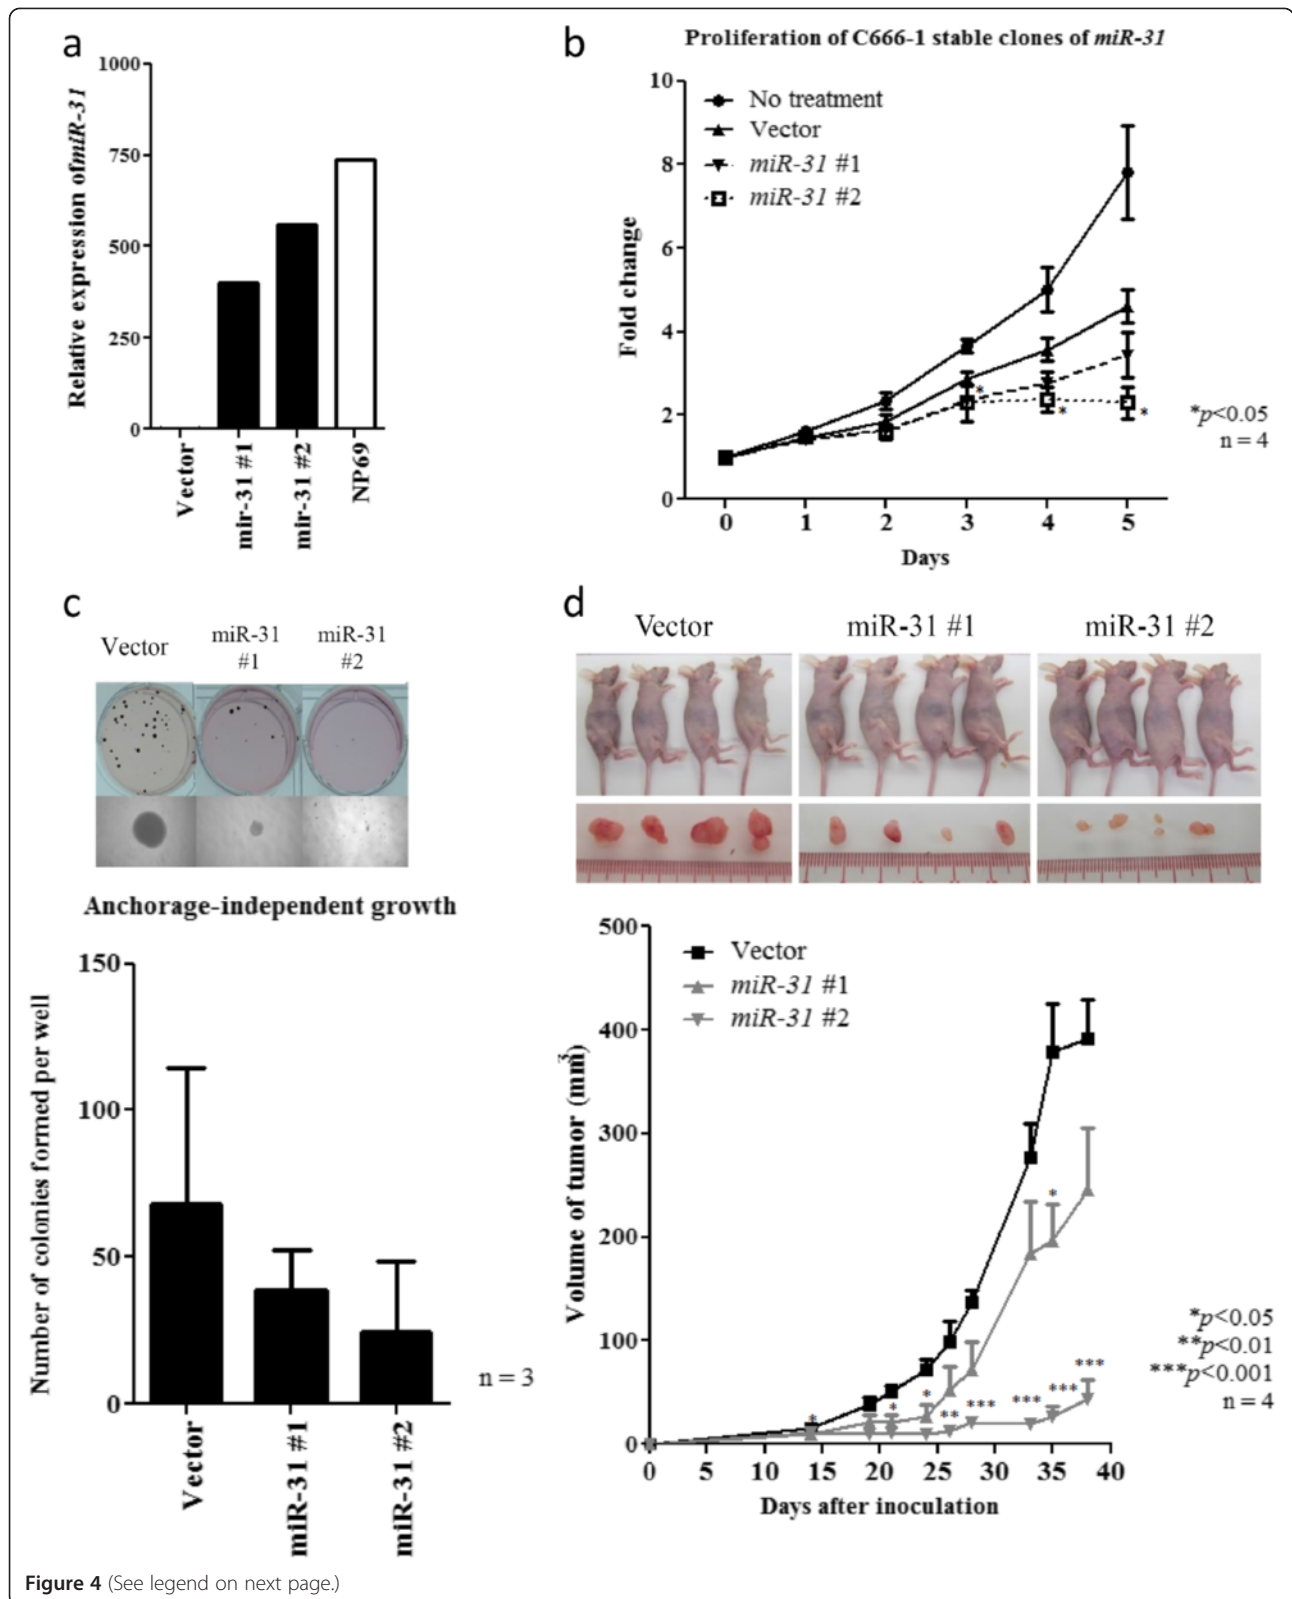 a
1000
750
500
250
0
Relative expression ofmiR-31
Vector
mir-31 #1
mir-31 #2
NP69
b
Proliferation of C666-1 stable clones of miR-31
10
8
6
4
2
0
Fold change
No treatment
Vector
miR-31 #1
miR-31 #2
*
*
*
*p<0.05
n = 4
0 1 2 3 4 5
Days
c
Vector
miR-31
#1
miR-31
#2
Anchorage-independent growth
150
100
50
0
Number of colonies formed per well
n = 3
Vector
miR-31 #1
miR-31 #2
d
Vector
miR-31 #1
miR-31 #2
500
400
300
200
100
0
Volume of tumor (mm3)
Vector
miR-31 #1
miR-31 #2
*
*
*
**
***
***
*
***
***
*p<0.05
**p<0.01
***p<0.001
n = 4
0 5 10 15 20 25 30 35 40
Days after inoculation
Figure 4 (See legend on next page.)